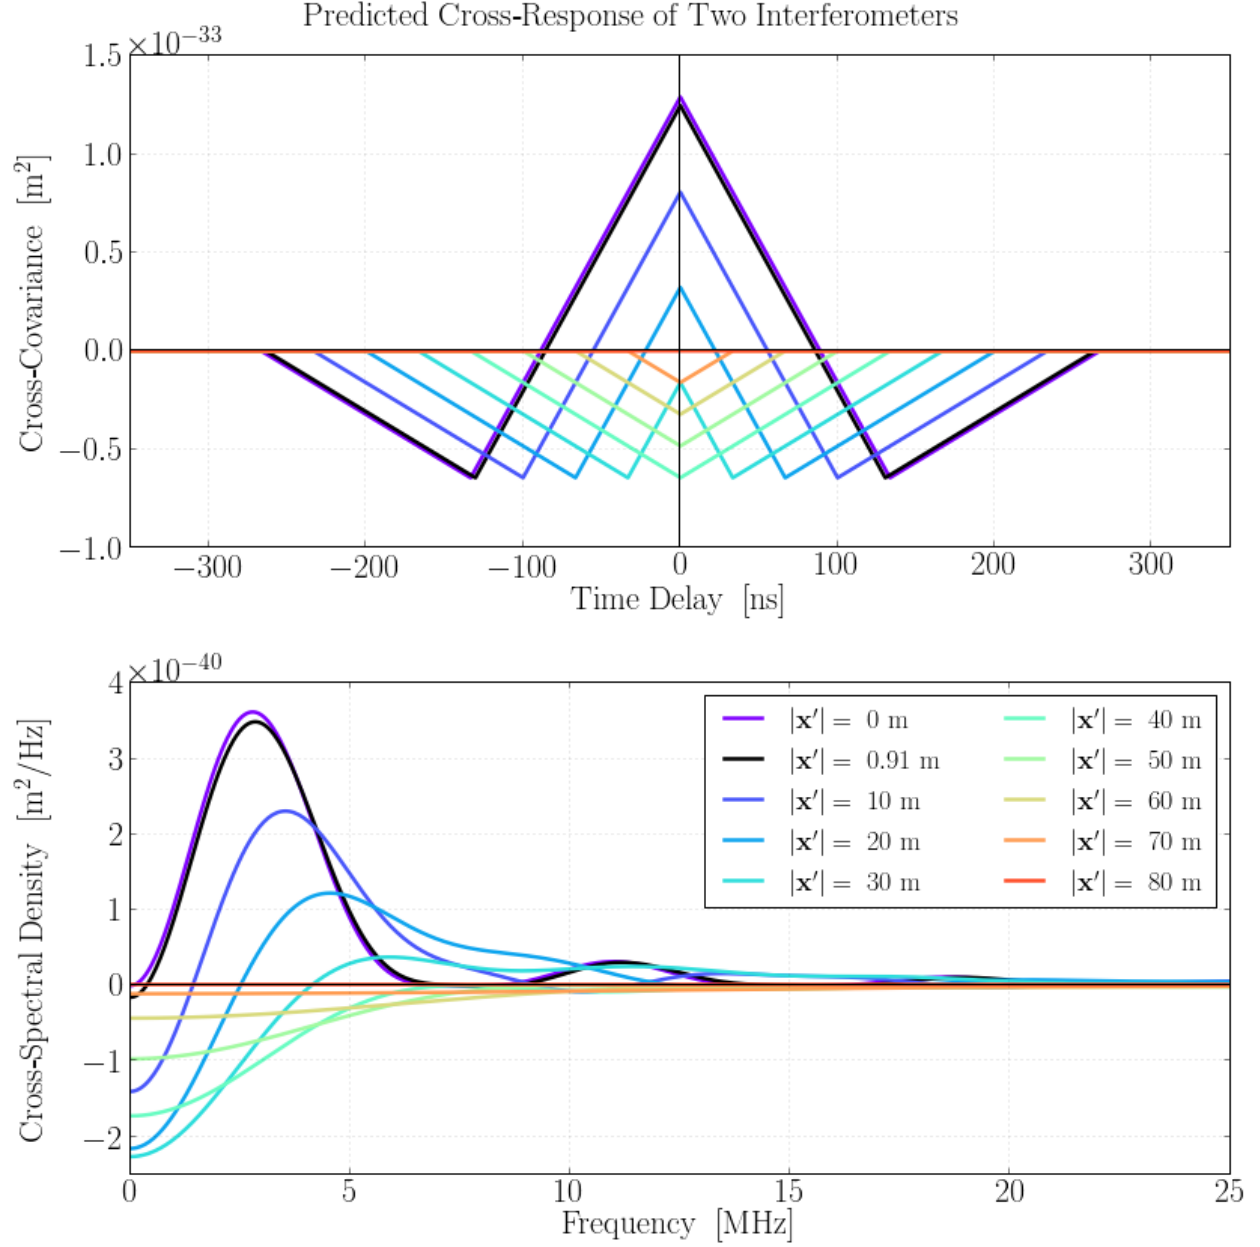 Predicted Cross-Response of Two Interferometers
×10⁻³³
1.5
1.0
0.5
0.0
−0.5
−1.0
Cross-Covariance [m²]
−300 −200 −100 0 100 200 300
Time Delay [ns]
×10⁻⁴⁰
4
3
2
1
0
−1
−2
Cross-Spectral Density [m²/Hz]
|x′| = 0 m
|x′| = 0.91 m
|x′| = 10 m
|x′| = 20 m
|x′| = 30 m
|x′| = 40 m
|x′| = 50 m
|x′| = 60 m
|x′| = 70 m
|x′| = 80 m
0 5 10 15 20 25
Frequency [MHz]